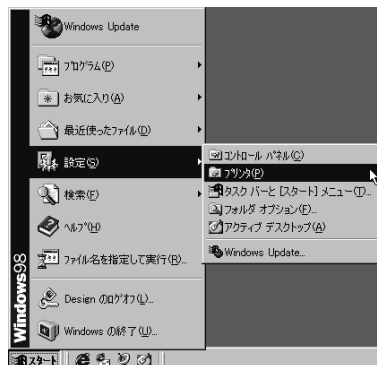 Windows Update
プログラム(P)
お気に入り(A)
最近使ったファイル(D)
設定(S)
検索(F)
ヘルプ(H)
ファイル名を指定して実行(R)...
Design のログオフ(L)...
Windows の終了(U)...
Windows98
スタート
コントロール パネル(C)
プリンタ(P)
タスク バーと [スタート] メニュー(T)...
フォルダ オプション(F)...
アクティブ デスクトップ(A)
Windows Update...